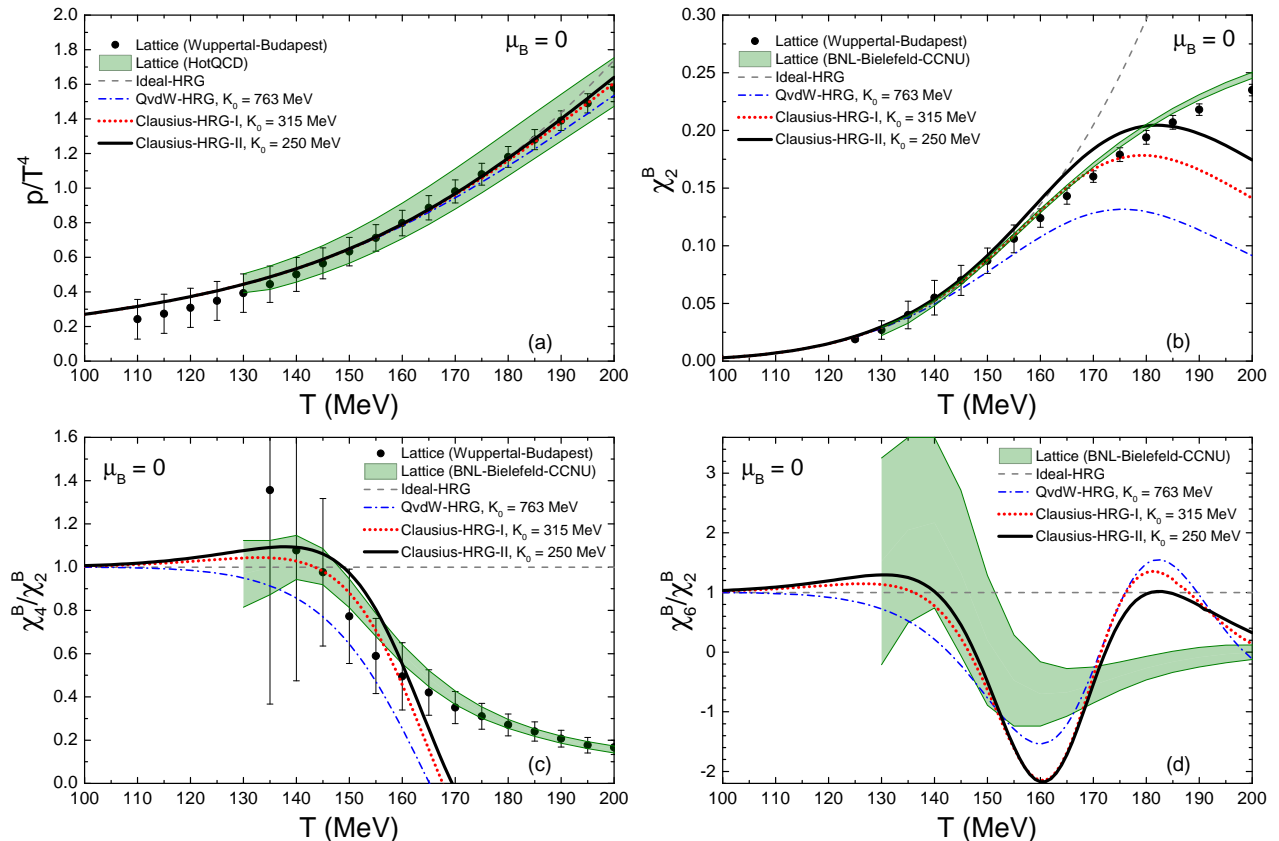 μ_B = 0
Lattice (Wuppertal-Budapest)
Lattice (HotQCD)
Ideal-HRG
QvdW-HRG, K₀ = 763 MeV
Clausius-HRG-I, K₀ = 315 MeV
Clausius-HRG-II, K₀ = 250 MeV
p/T⁴
2.0
1.8
1.6
1.4
1.2
1.0
0.8
0.6
0.4
0.2
0.0
(a)
100 110 120 130 140 150 160 170 180 190 200
T (MeV)
μ_B = 0
Lattice (Wuppertal-Budapest)
Lattice (BNL-Bielefeld-CCNU)
Ideal-HRG
QvdW-HRG, K₀ = 763 MeV
Clausius-HRG-I, K₀ = 315 MeV
Clausius-HRG-II, K₀ = 250 MeV
χ₂ᴮ
0.30
0.25
0.20
0.15
0.10
0.05
0.00
(b)
100 110 120 130 140 150 160 170 180 190 200
T (MeV)
μ_B = 0
Lattice (Wuppertal-Budapest)
Lattice (BNL-Bielefeld-CCNU)
Ideal-HRG
QvdW-HRG, K₀ = 763 MeV
Clausius-HRG-I, K₀ = 315 MeV
Clausius-HRG-II, K₀ = 250 MeV
χ₄ᴮ/χ₂ᴮ
1.6
1.4
1.2
1.0
0.8
0.6
0.4
0.2
0.0
(c)
100 110 120 130 140 150 160 170 180 190 200
T (MeV)
μ_B = 0
Lattice (BNL-Bielefeld-CCNU)
Ideal-HRG
QvdW-HRG, K₀ = 763 MeV
Clausius-HRG-I, K₀ = 315 MeV
Clausius-HRG-II, K₀ = 250 MeV
χ₆ᴮ/χ₂ᴮ
3
2
1
0
-1
-2
(d)
100 110 120 130 140 150 160 170 180 190 200
T (MeV)